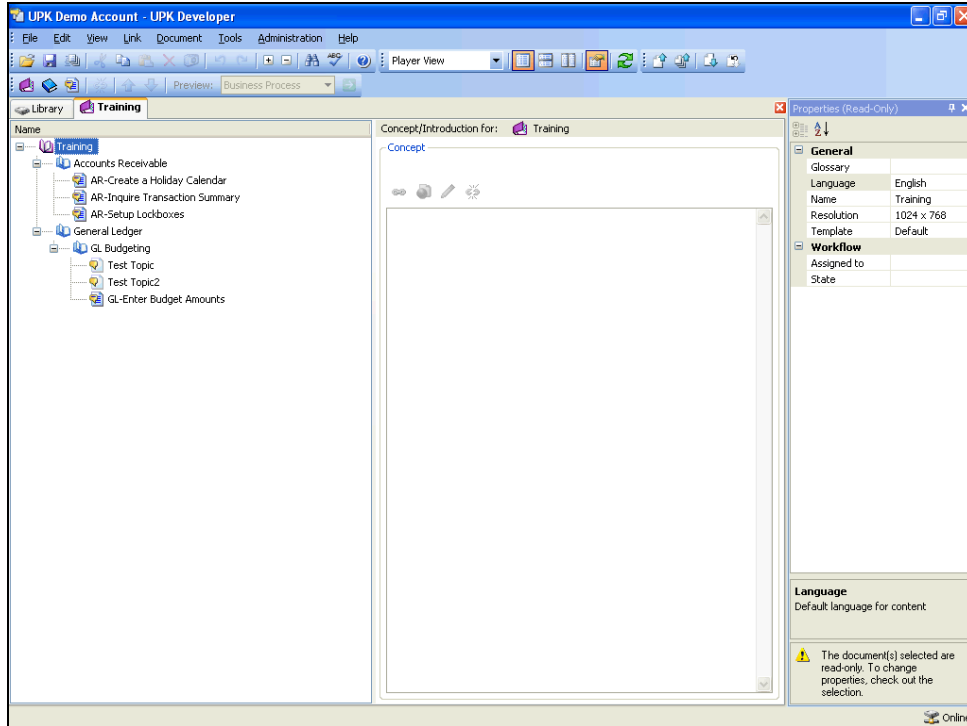 UPK Demo Account - UPK Developer
File Edit View Link Document Tools Administration Help
Player View
Preview: Business Process
Library Training
Name
Training
Accounts Receivable
AR-Create a Holiday Calendar
AR-Inquire Transaction Summary
AR-Setup Lockboxes
General Ledger
GL Budgeting
Test Topic
Test Topic2
GL-Enter Budget Amounts
Concept/Introduction for: Training
Concept
Properties (Read-Only)
General
Glossary
Language English
Name Training
Resolution 1024 x 768
Template Default
Workflow
Assigned to
State
Language
Default language for content
The document(s) selected are
read-only. To change
properties, check out the
selection.
Online